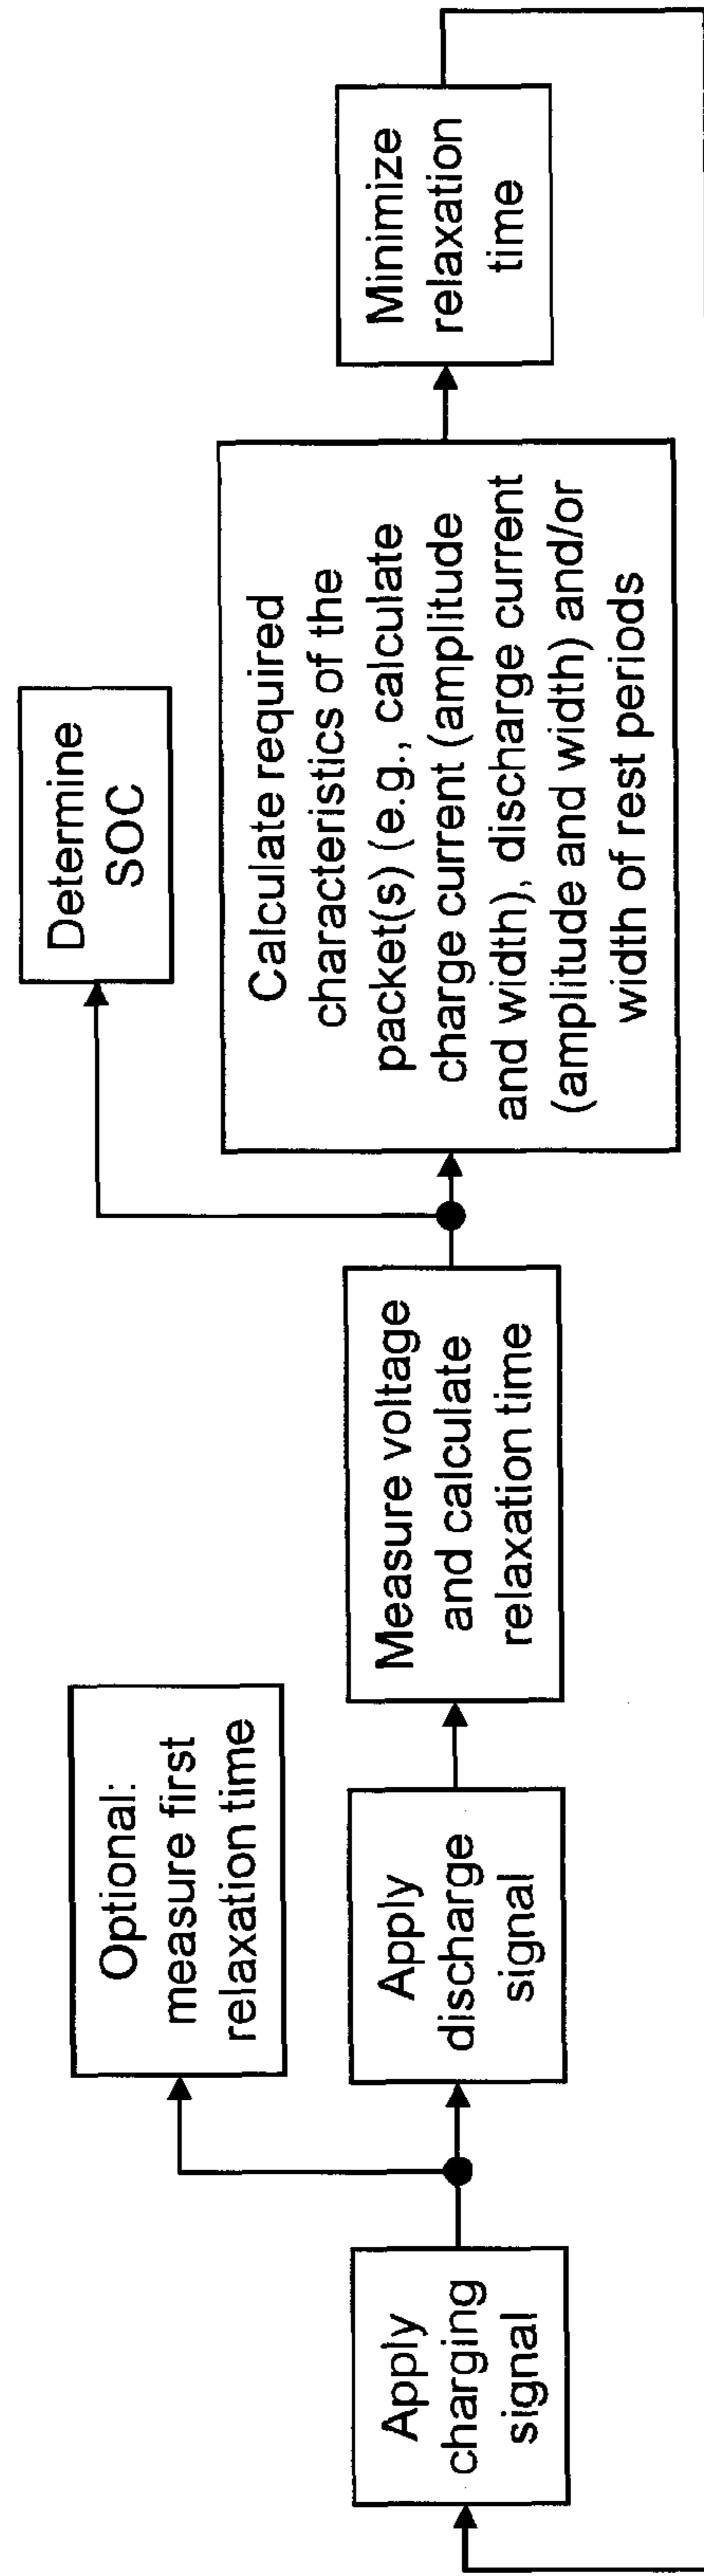 Apply
charging
signal
Optional:
measure first
relaxation time
Apply
discharge
signal
Measure voltage
and calculate
relaxation time
Determine
SOC
Calculate required
characteristics of the
packet(s) (e.g., calculate
charge current (amplitude
and width), discharge current
(amplitude and width) and/or
width of rest periods
Minimize
relaxation
time